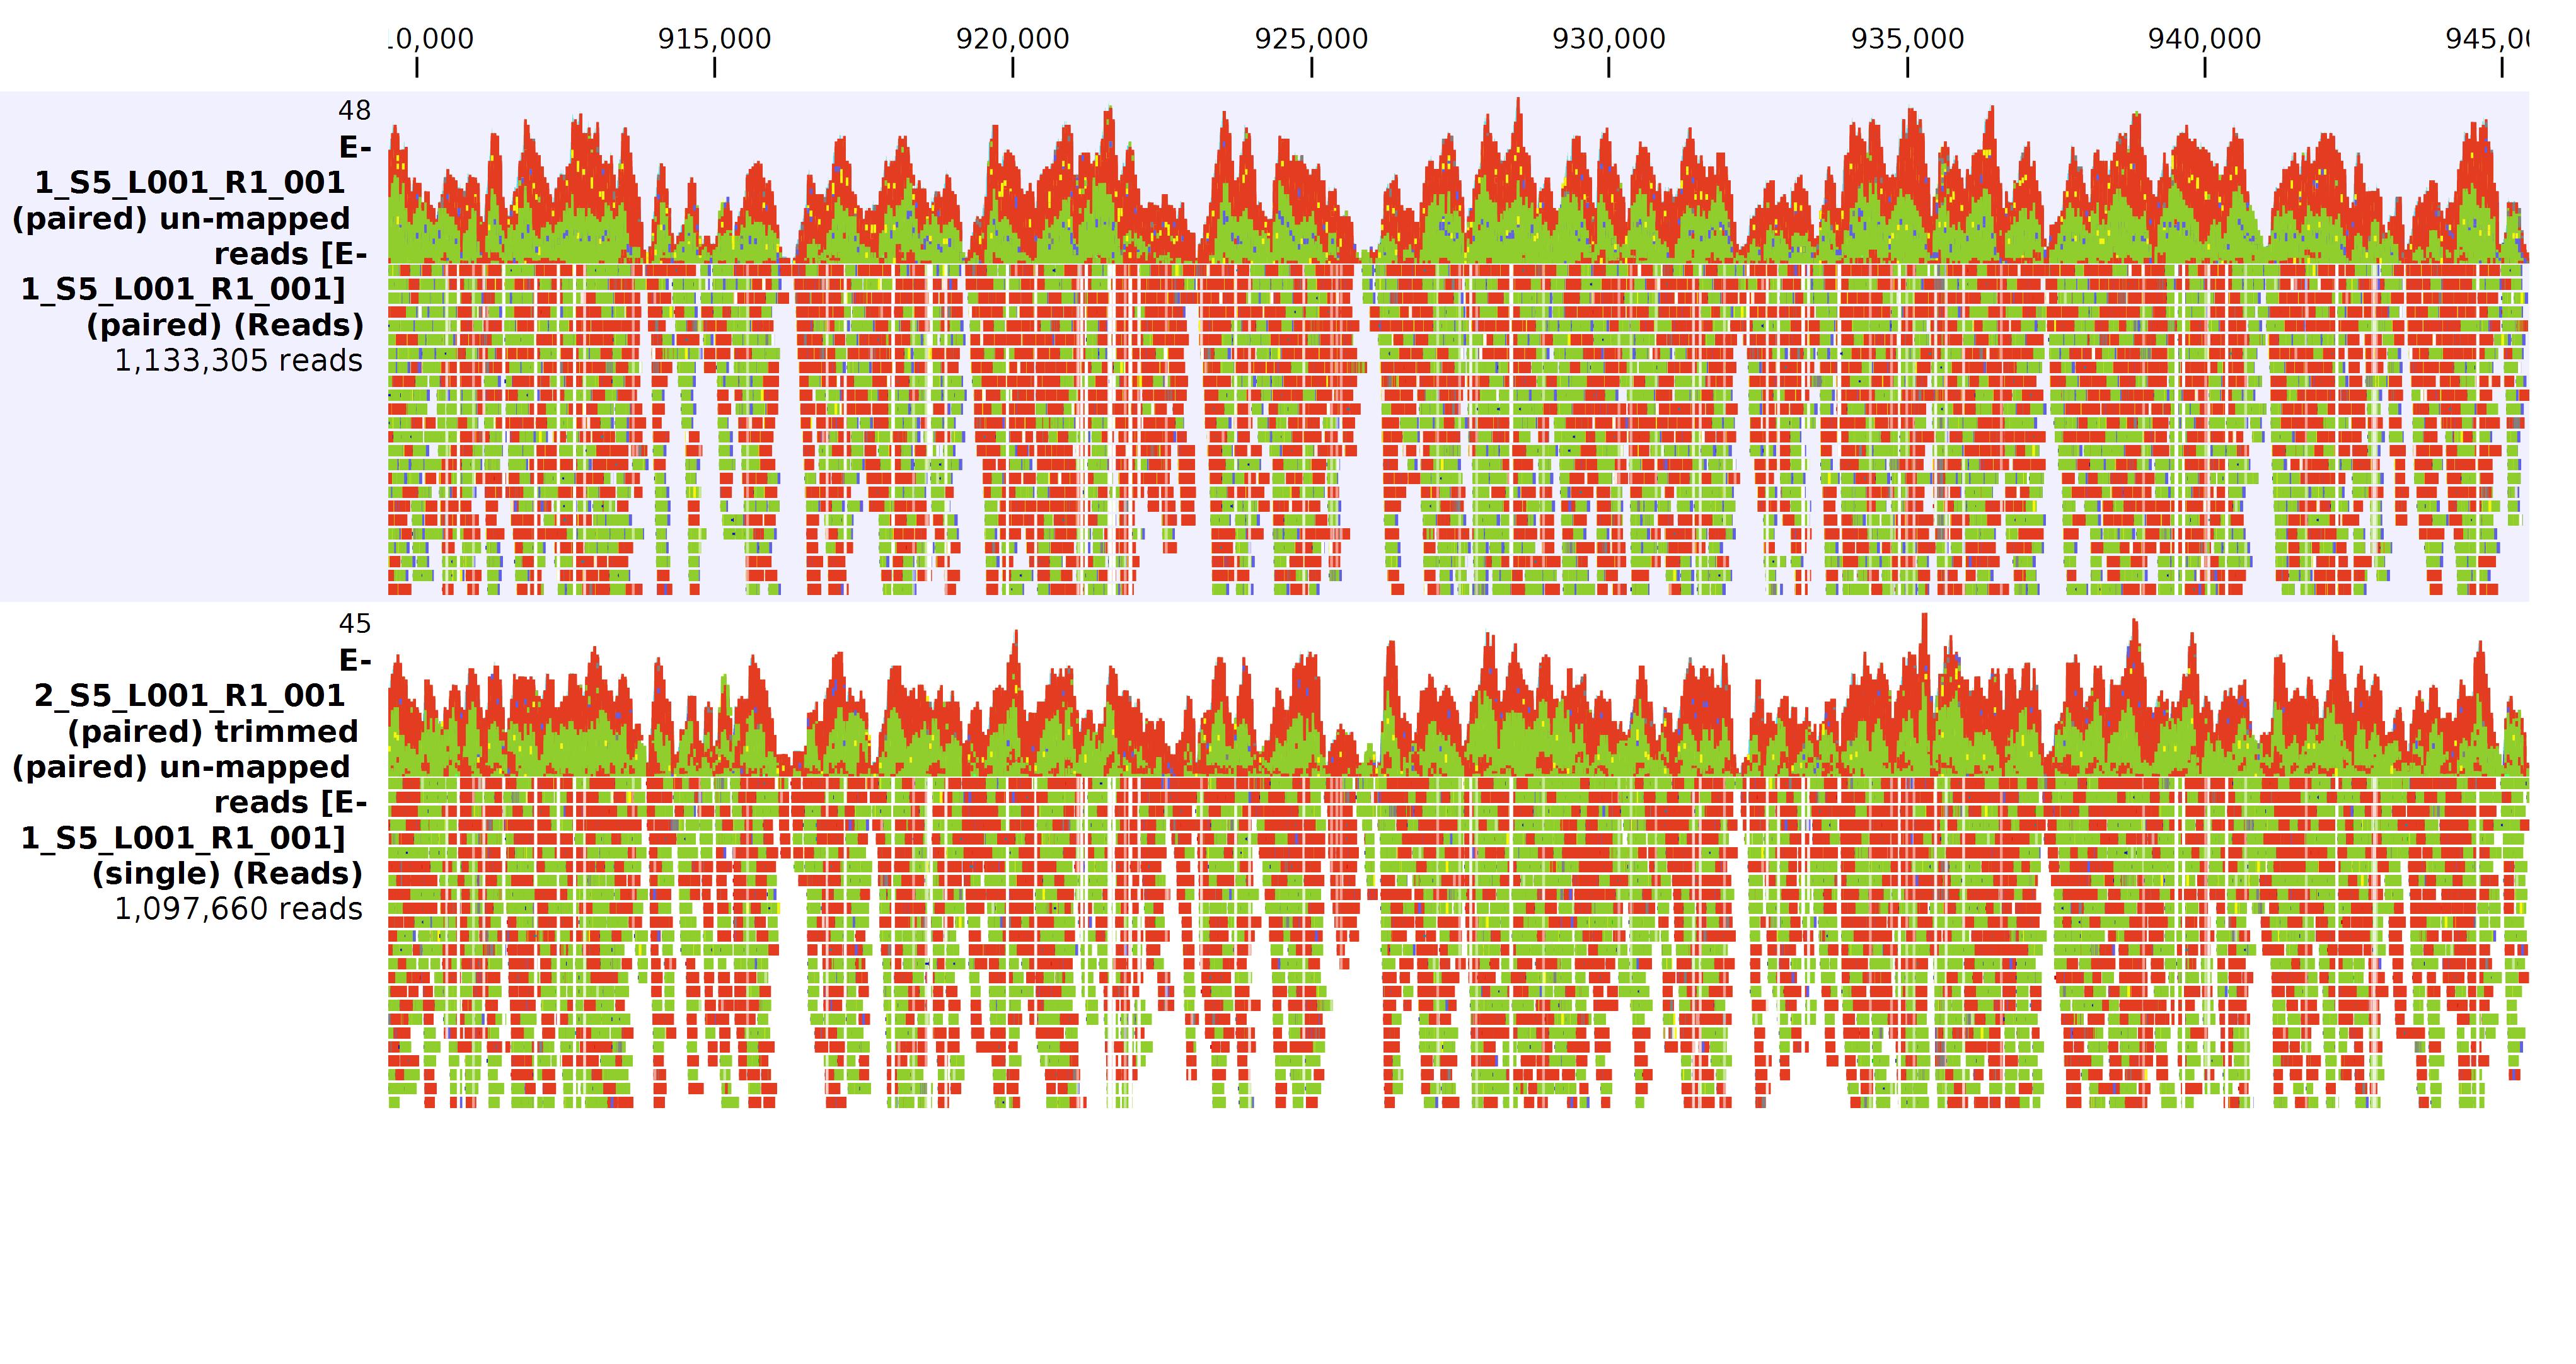 10,000 915,000 920,000 925,000 930,000 935,000 940,000 945,0
48
E-
1_S5_L001_R1_001
(paired) un-mapped
reads [E-
1_S5_L001_R1_001]
(paired) (Reads)
1,133,305 reads
45
E-
2_S5_L001_R1_001
(paired) trimmed
(paired) un-mapped
reads [E-
1_S5_L001_R1_001]
(single) (Reads)
1,097,660 reads